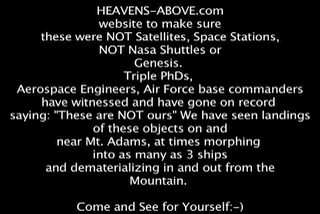 HEAVENS-ABOVE.com
website to make sure
these were NOT Satellites, Space Stations,
NOT Nasa Shuttles or
Genesis.
Triple PhDs,
Aerospace Engineers, Air Force base commanders
have witnessed and have gone on record
saying: "These are NOT ours" We have seen landings
of these objects on and
near Mt. Adams, at times morphing
into as many as 3 ships
and dematerializing in and out from the
Mountain.
Come and See for Yourself:-)